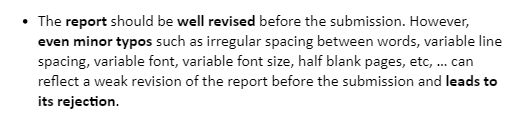 • The report should be well revised before the submission. However,
even minor typos such as irregular spacing between words, variable line
spacing, variable font, variable font size, half blank pages, etc, ... can
reflect a weak revision of the report before the submission and leads to
its rejection.